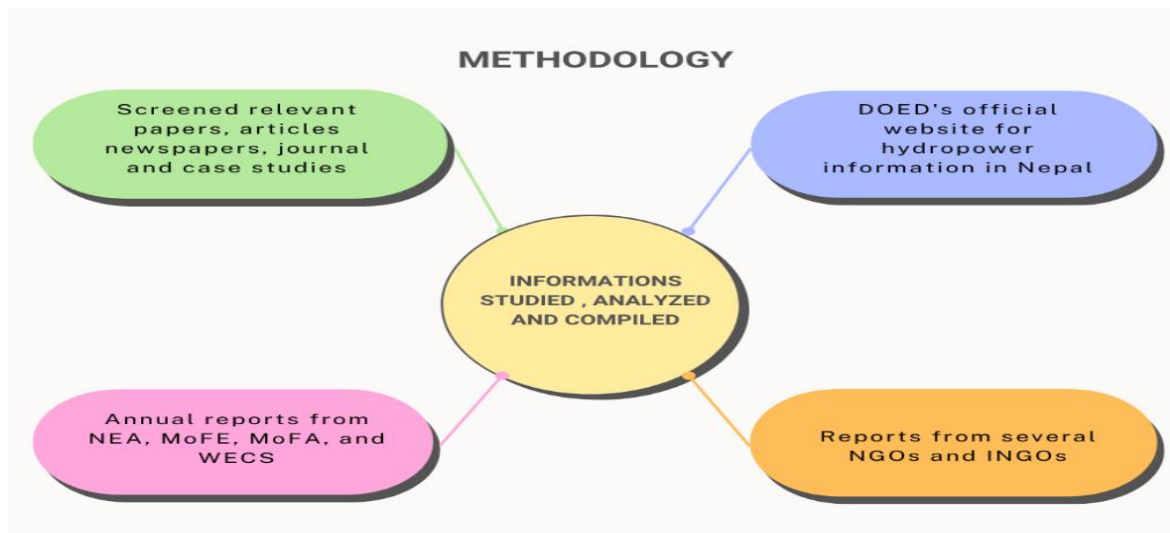 METHODOLOGY
Screened relevant
papers, articles
newspapers, journal
and case studies
DOED's official
website for
hydropower
information in Nepal
INFORMATIONS
STUDIED , ANALYZED
AND COMPILED
Annual reports from
NEA, MoFE, MoFA, and
WECS
Reports from several
NGOs and INGOs